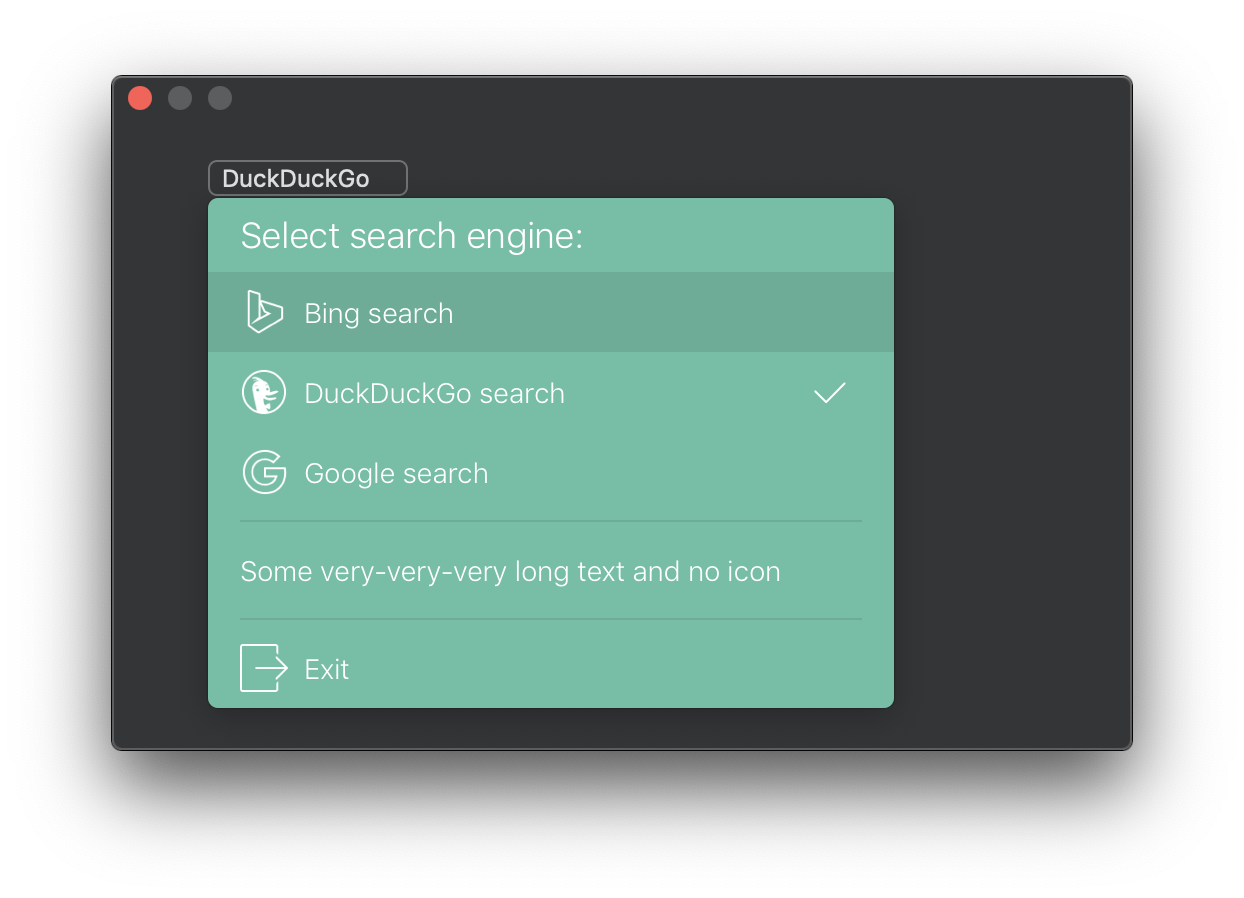 DuckDuckGo
Select search engine:
Bing search
DuckDuckGo search
Google search
Some very-very-very long text and no icon
Exit